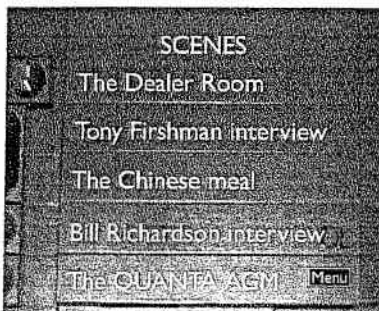 SCENES
The Dealer Room
Tony Firshman interview
The Chinese meal
Bill Richardson interview
The QUANTA AGM Menu